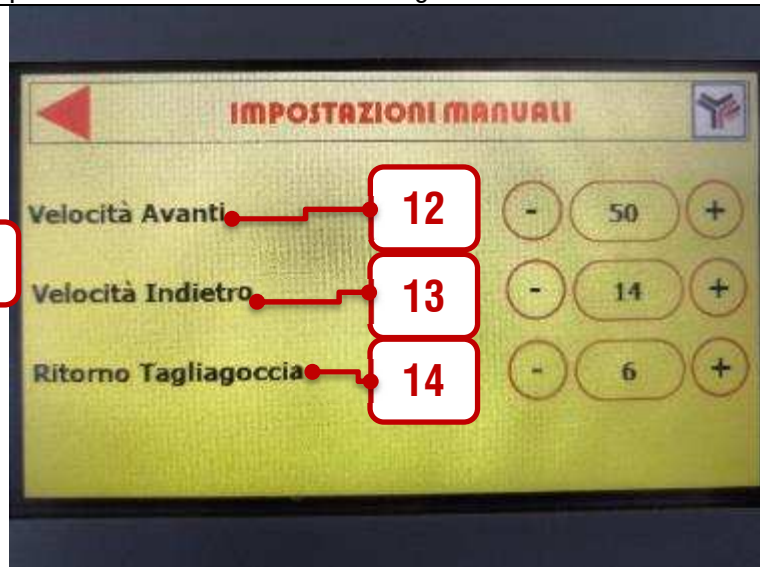 IMPOSTAZIONI MANUALI
Velocità Avanti 12 - 50 +
Velocità Indietro 13 - 14 +
Ritorno Tagliagoccia 14 - 6 +